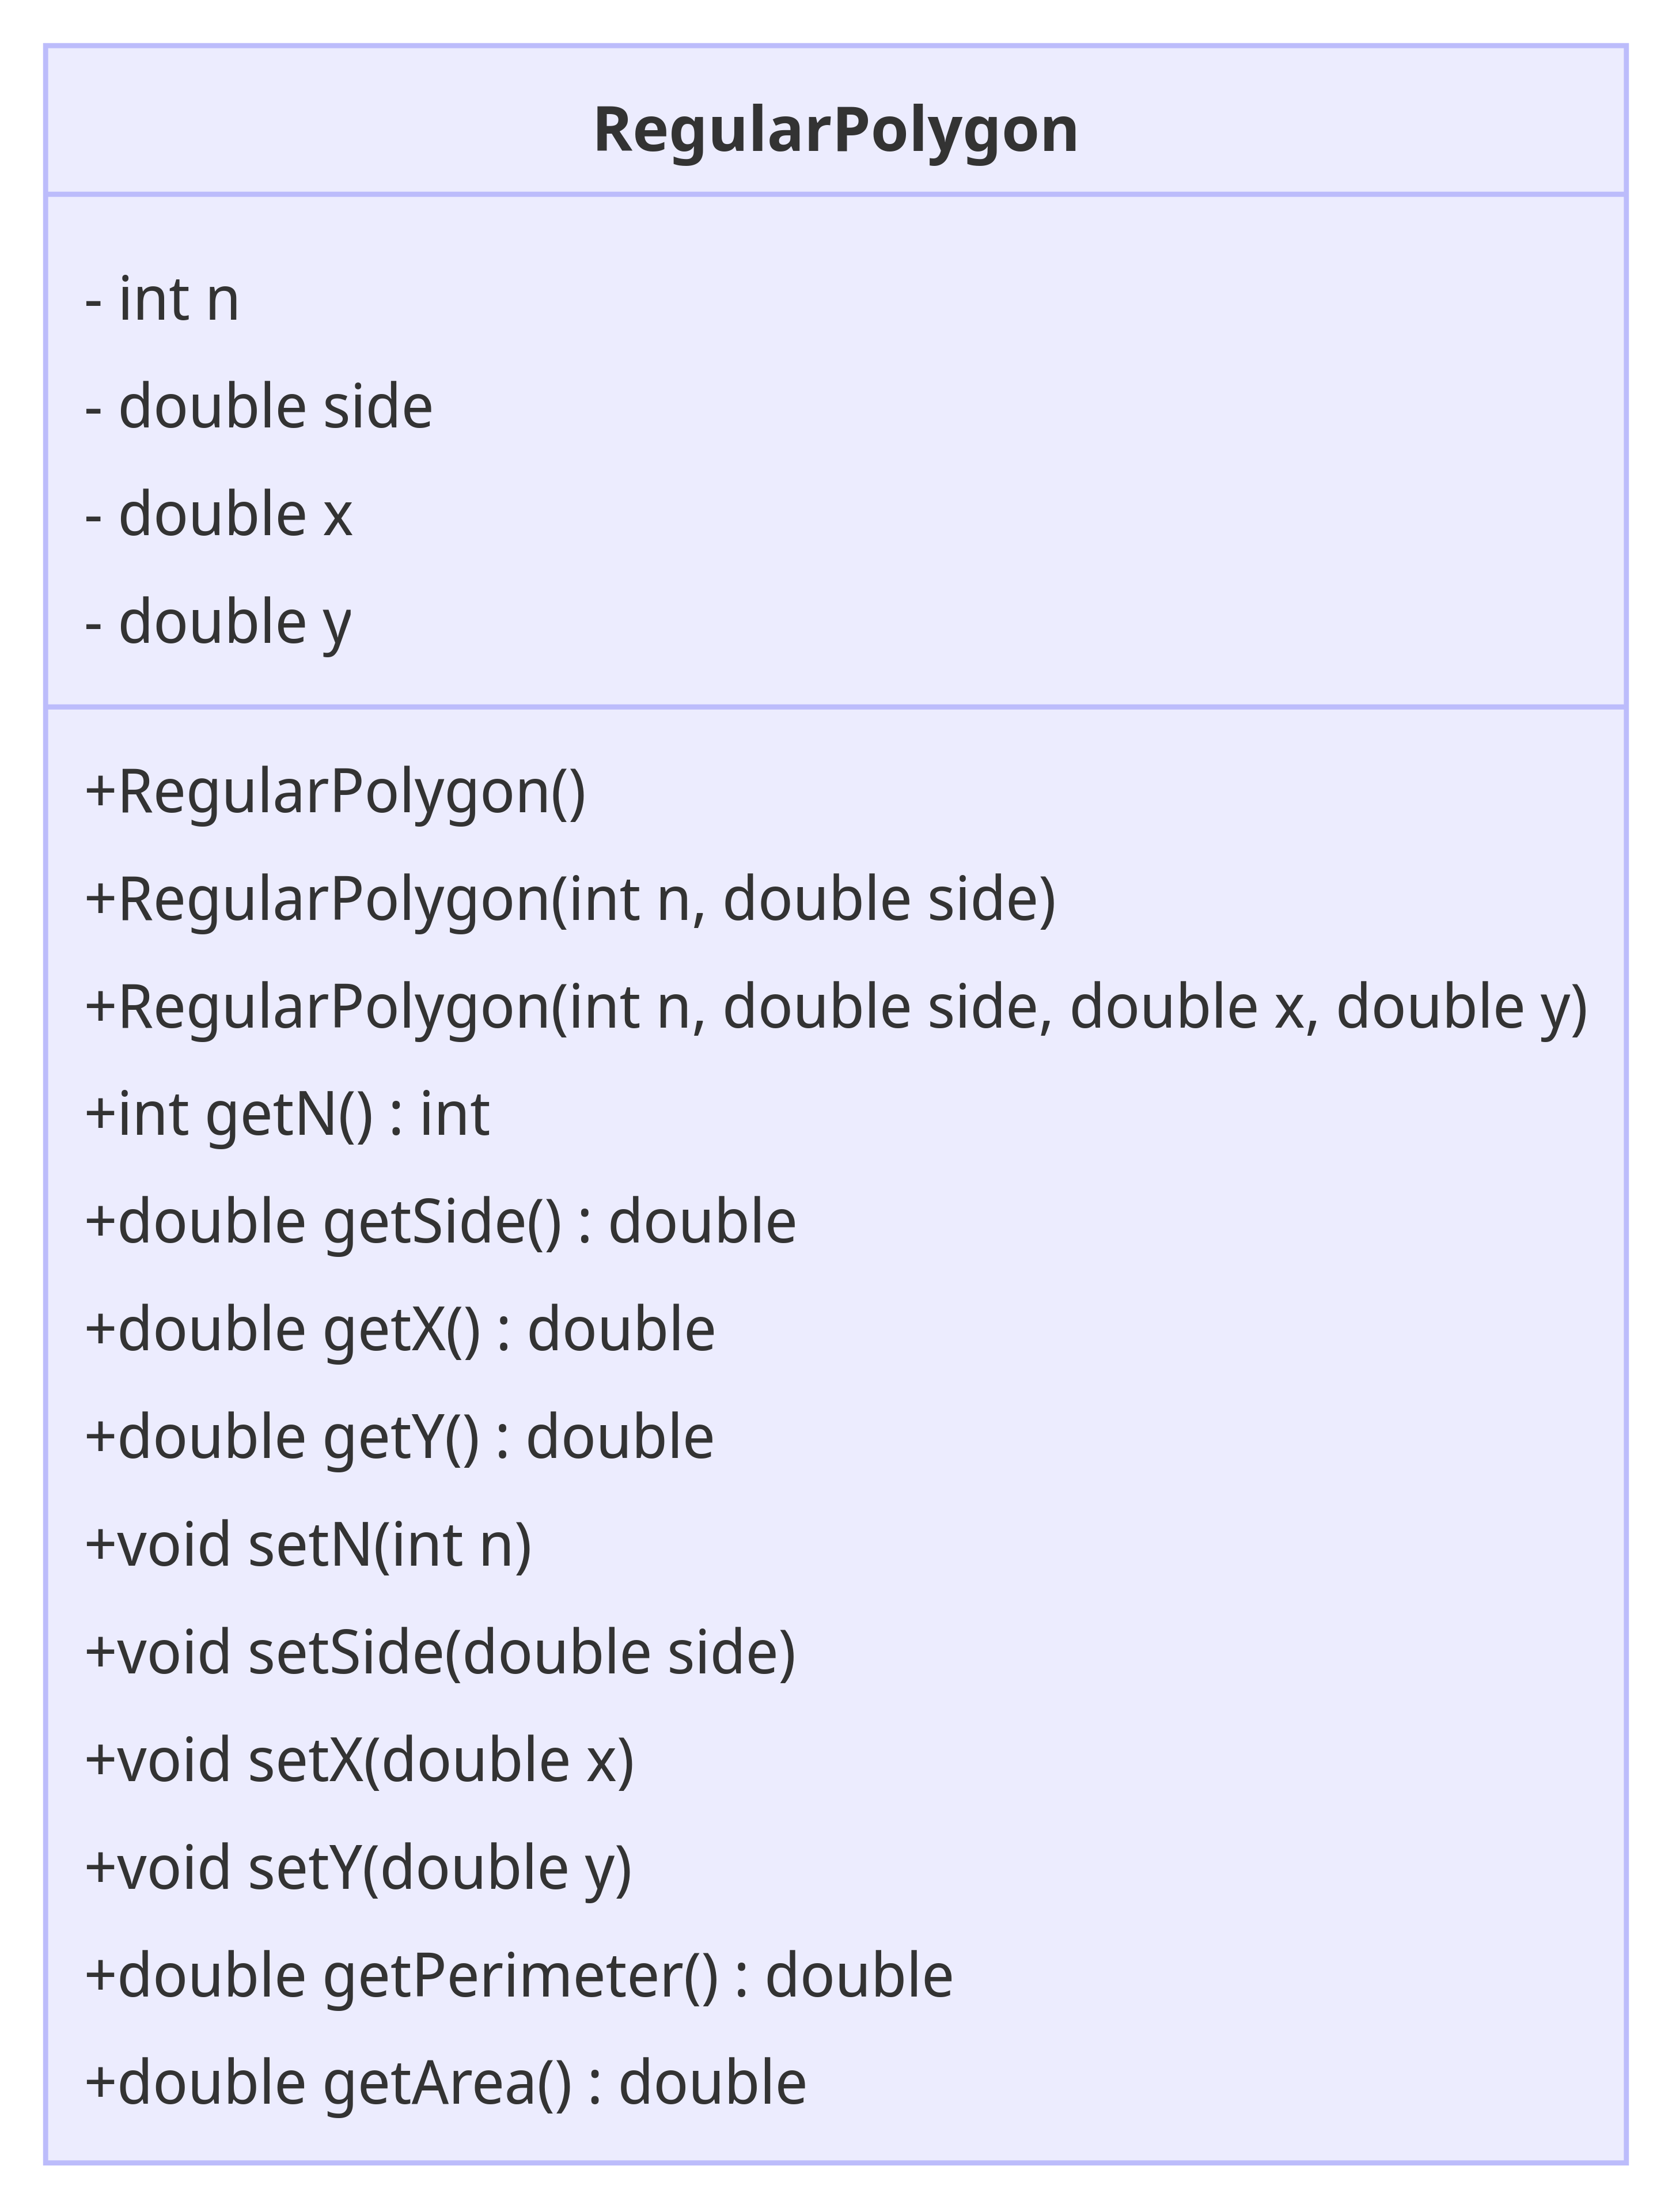 RegularPolygon
- int n
- double side
- double x
- double y
+RegularPolygon()
+RegularPolygon(int n, double side)
+RegularPolygon(int n, double side, double x, double y)
+int getN() : int
+double getSide() : double
+double getX() : double
+double getY() : double
+void setN(int n)
+void setSide(double side)
+void setX(double x)
+void setY(double y)
+double getPerimeter() : double
+double getArea() : double